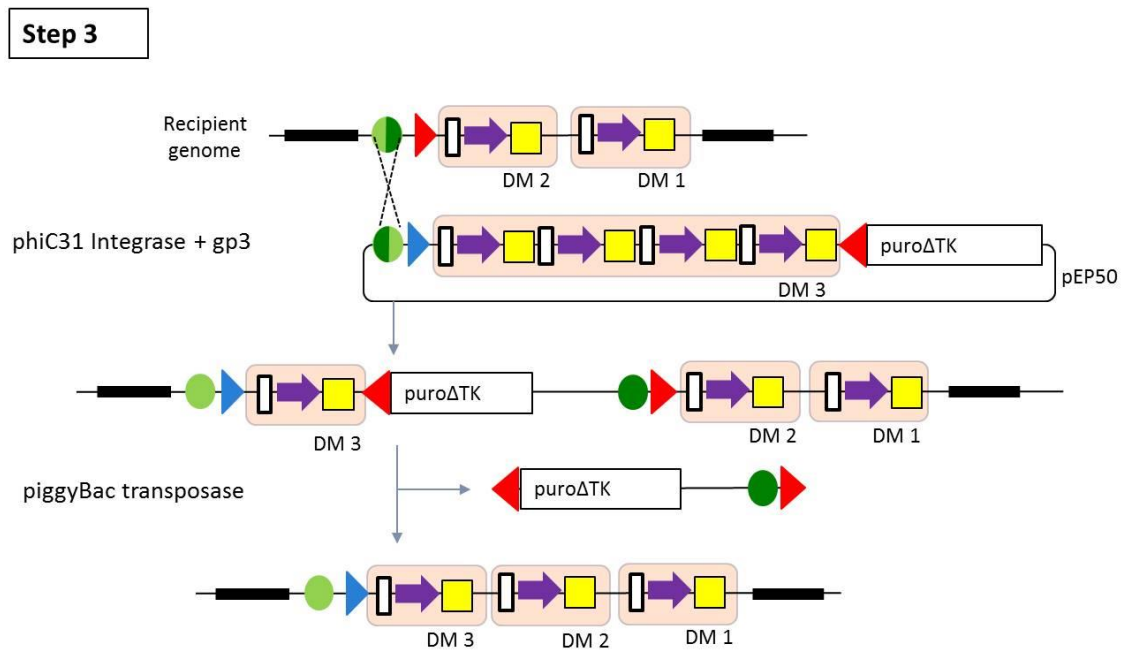 Step 3
Recipient
genome
DM 2
DM 1
phiC31 Integrase + gp3
puroΔTK
DM 3
pEP50
puroΔTK
DM 3
DM 2
DM 1
piggyBac transposase
puroΔTK
DM 3
DM 2
DM 1